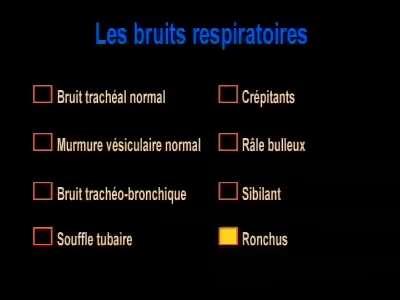 Les bruits respiratoires
Bruit trachéal normal
Murmure vésiculaire normal
Bruit trachéo-bronchique
Souffle tubaire
Crépitants
Râle bulleux
Sibilant
Ronchus